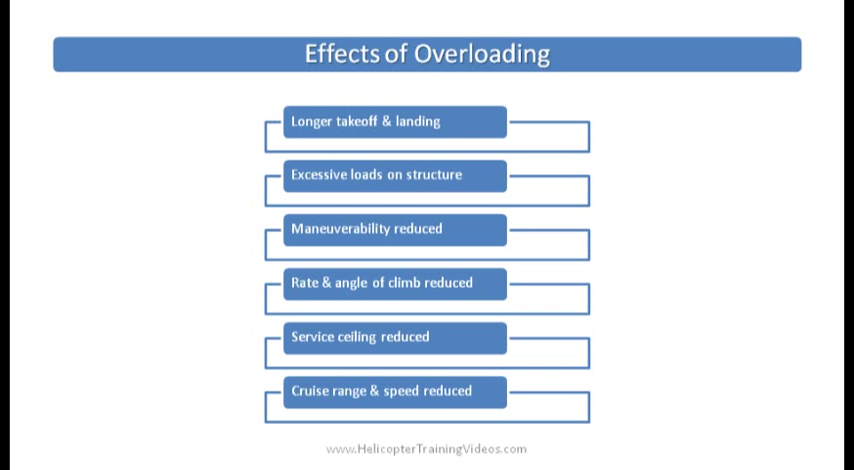 Effects of Overloading
Longer takeoff & landing
Excessive loads on structure
Maneuverability reduced
Rate & angle of climb reduced
Service ceiling reduced
Cruise range & speed reduced
www.HelicopterTrainingVideos.com